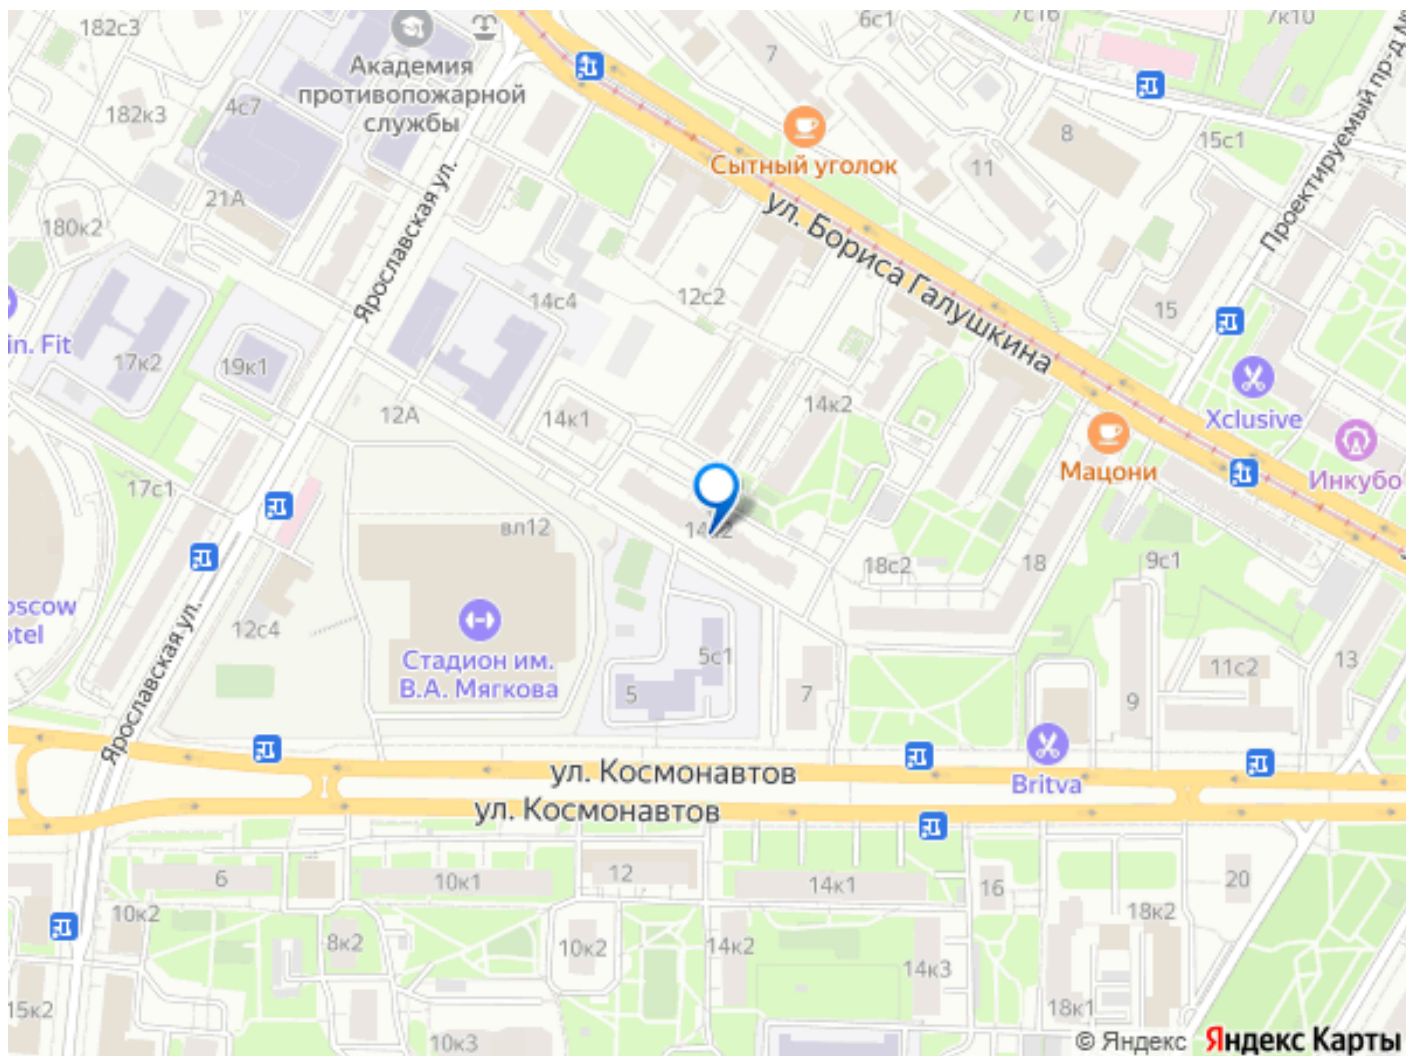 182с3
6с1
7с16
7к10
7
Академия
противопожарной
службы
4с7
182к3
8
15с1
Сытный уголок
11
21А
180к2
Ярославская ул.
ул. Бориса Галушкина
Проектируемый пр-д №
14с4
12с2
15
in. Fit
17к2
19к1
Xclusive
12А
14к1
14к2
Мацони
Инкубо
17с1
вл12
18с2
18
9с1
oscow
otel
12с4
Стадион им.
В.А. Мягкова
5с1
5
7
9
11с2
13
Ярославская ул.
ул. Космонавтов
Britva
ул. Космонавтов
6
10к1
12
14к1
16
20
10к2
8к2
10к2
14к2
14к3
18к2
15к2
18к1
10к3
© Яндекс Яндекс Карты